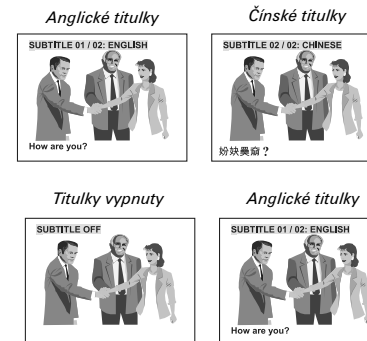 Anglické titulky
SUBTITLE 01 / 02: ENGLISH
How are you?
Čínské titulky
SUBTITLE 02 / 02: CHINESE
Titulky vypnuty
SUBTITLE OFF
Anglické titulky
SUBTITLE 01 / 02: ENGLISH
How are you?